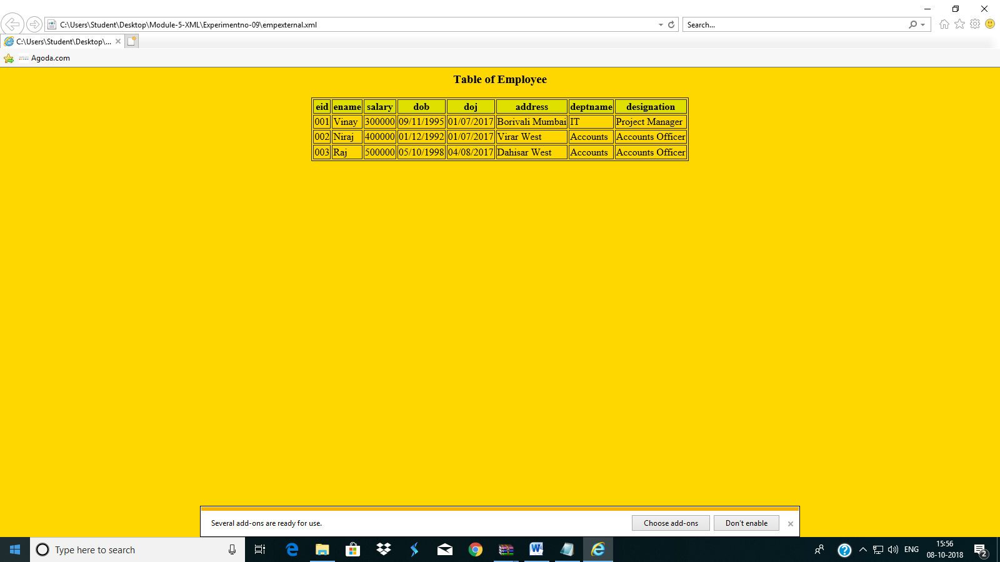 C:\Users\Student\Desktop\Module-5-XML\Experimentno-09\empexternal.xml
Search...
C:\Users\Student\Desktop\...
Agoda.com
Table of Employee
eid ename salary dob doj address deptname designation
001 Vinay 300000 09/11/1995 01/07/2017 Borivali Mumbai IT Project Manager
002 Niraj 400000 01/12/1992 01/07/2017 Virar West Accounts Accounts Officer
003 Raj 500000 05/10/1998 04/08/2017 Dahisar West Accounts Accounts Officer
Several add-ons are ready for use.
Choose add-ons
Don't enable
Type here to search
ENG
15:56
08-10-2018
2